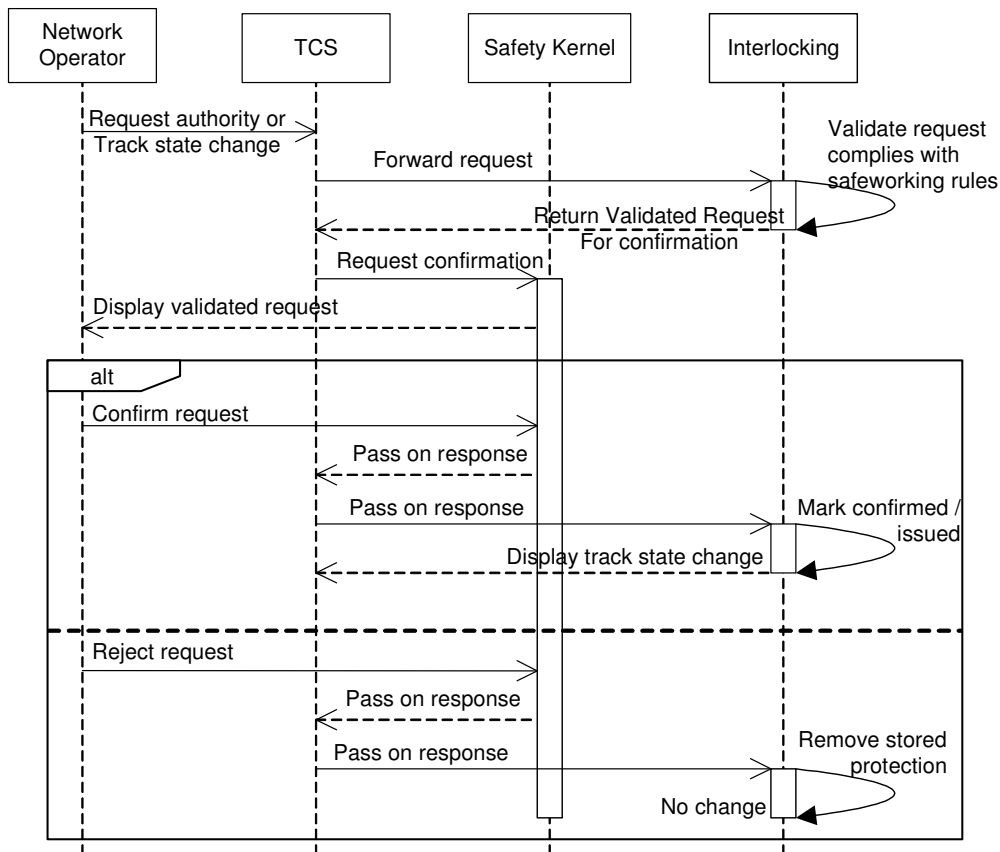 Network
Operator
TCS
Safety Kernel
Interlocking
Request authority or
Track state change
Validate request
complies with
safeworking rules
Forward request
Return Validated Request
For confirmation
Request confirmation
Display validated request
alt
Confirm request
Pass on response
Pass on response
Mark confirmed /
issued
Display track state change
Reject request
Pass on response
Pass on response
Remove stored
protection
No change